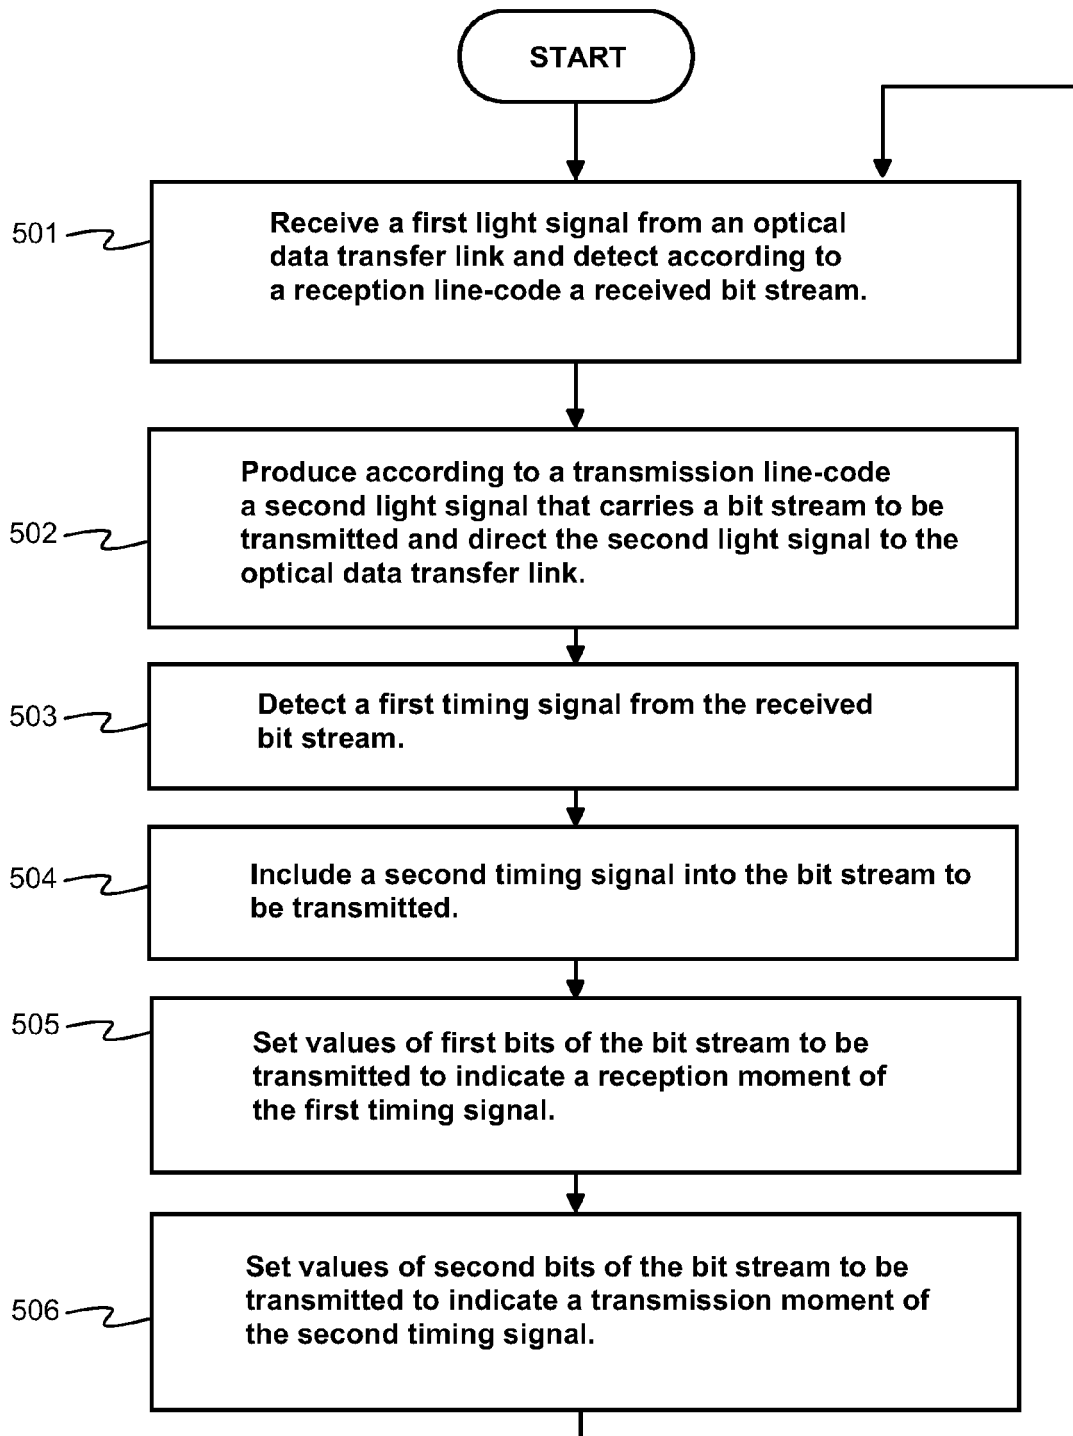 START
501
Receive a first light signal from an optical
data transfer link and detect according to
a reception line-code a received bit stream.
502
Produce according to a transmission line-code
a second light signal that carries a bit stream to be
transmitted and direct the second light signal to the
optical data transfer link.
503
Detect a first timing signal from the received
bit stream.
504
Include a second timing signal into the bit stream to
be transmitted.
505
Set values of first bits of the bit stream to be
transmitted to indicate a reception moment of
the first timing signal.
506
Set values of second bits of the bit stream to be
transmitted to indicate a transmission moment of
the second timing signal.